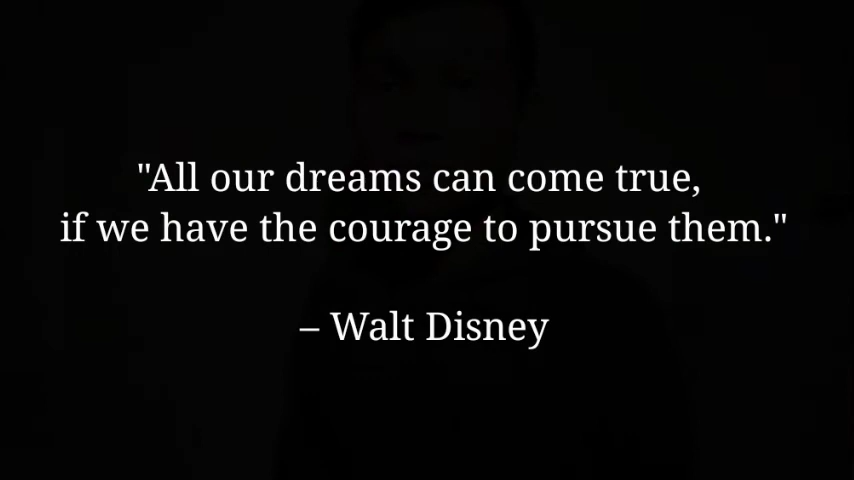 "All our dreams can come true,
if we have the courage to pursue them."
– Walt Disney